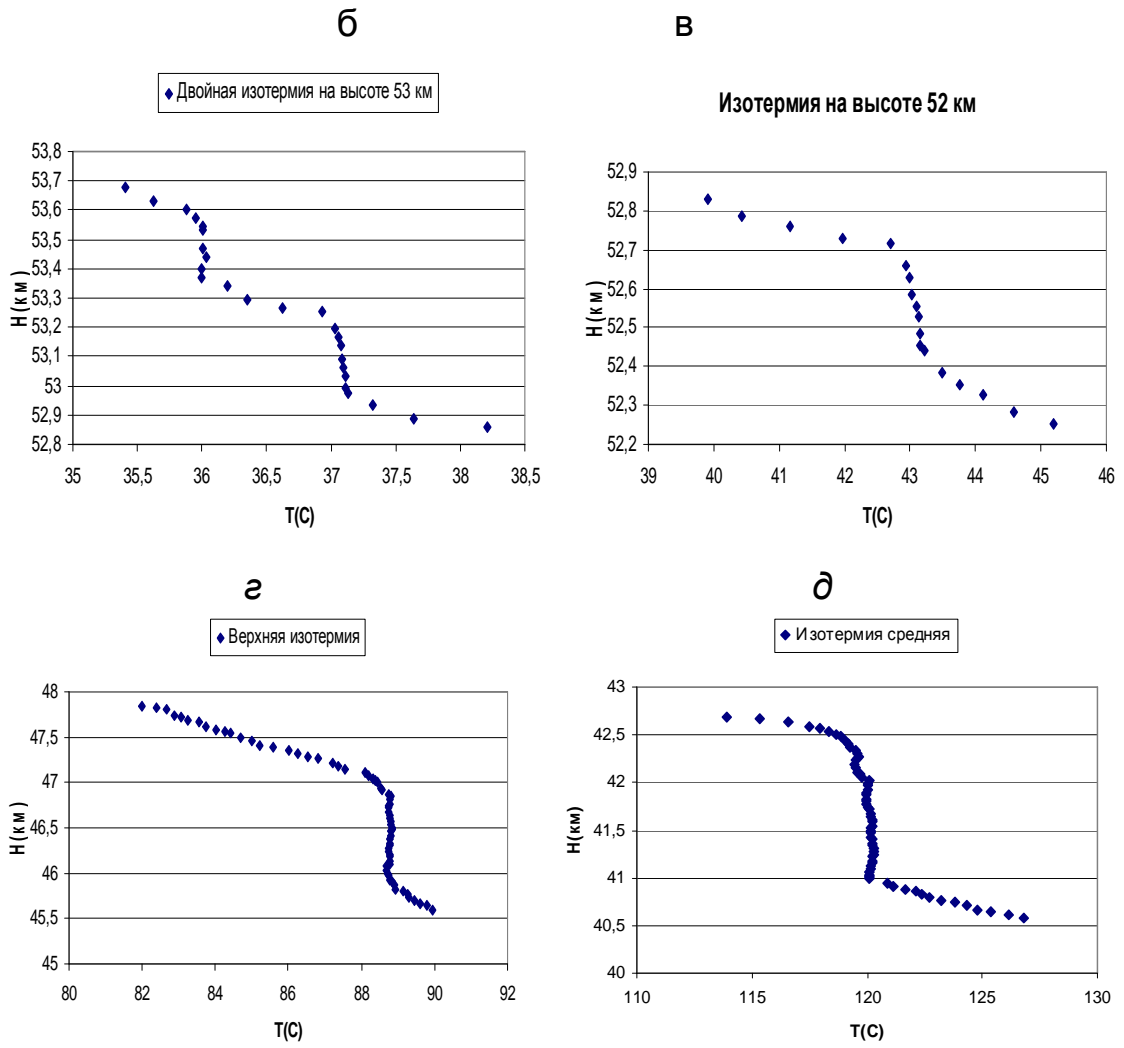 б
Двойная изотермия на высоте 53 км
53,8
53,7
53,6
53,5
53,4
53,3
53,2
53,1
53
52,9
52,8
Н(км)
35 35,5 36 36,5 37 37,5 38 38,5
Т(С)
в
Изотермия на высоте 52 км
52,9
52,8
52,7
52,6
52,5
52,4
52,3
52,2
Н(км)
39 40 41 42 43 44 45 46
Т(С)
г
Верхняя изотермия
48
47,5
47
46,5
46
45,5
45
Н(км)
80 82 84 86 88 90 92
Т(С)
д
Изотермия средняя
43
42,5
42
41,5
41
40,5
40
Н(км)
110 115 120 125 130
Т(С)